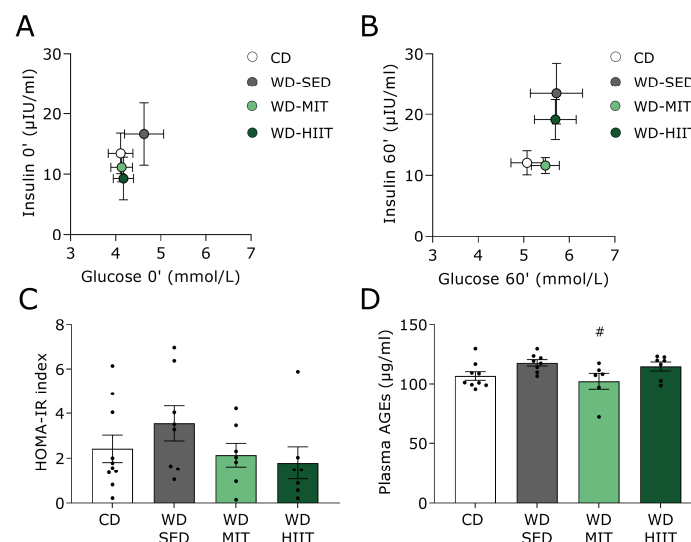 A
30
20
10
0
Insulin 0' (µIU/ml)
3 4 5 6 7
Glucose 0' (mmol/L)
CD
WD-SED
WD-MIT
WD-HIIT
B
30
20
10
0
Insulin 60' (µIU/ml)
3 4 5 6 7
Glucose 60' (mmol/L)
CD
WD-SED
WD-MIT
WD-HIIT
C
8
6
4
2
0
HOMA-IR index
CD WD WD WD
SED MIT HIIT
D
150
100
50
0
Plasma AGEs (µg/ml)
#
CD WD WD WD
SED MIT HIIT